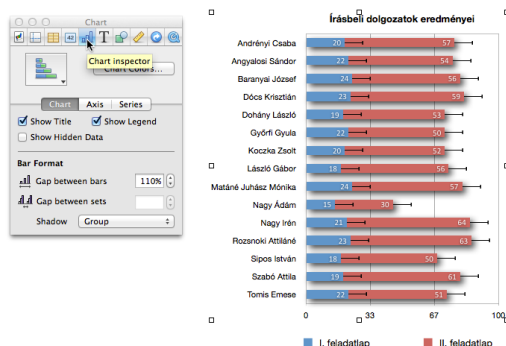 Chart
42
T
Chart inspector
Chart Colors...
Chart Axis Series
Show Title Show Legend
Show Hidden Data
Bar Format
Gap between bars 110%
Gap between sets
Shadow Group
Írásbeli dolgozatok eredményei
Andrényi Csaba 20 57
Angyalosi Sándor 22 54
Baranyai József 24 56
Dócs Krisztián 23 59
Dohány László 19 53
Győrfi Gyula 22 50
Koczka Zsolt 20 52
László Gábor 18 56
Matáné Juhász Mónika 24 57
Nagy Ádám 15 30
Nagy Irén 21 64
Rozsnoki Attiláné 23 63
Sipos István 18 50
Szabó Attila 19 61
Tomis Emese 22 51
0 33 67 100
I. feladatlap II. feladatlap